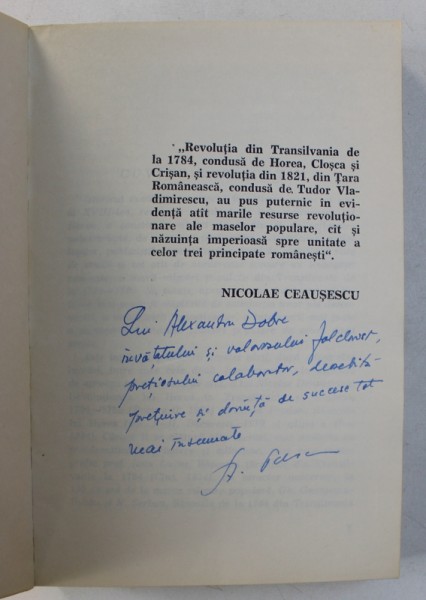 „Revoluția din Transilvania de
la 1784, condusă de Horea, Cloșca și
Crișan, și revoluția din 1821, din Țara
Românească, condusă de Tudor Vla-
dimirescu, au pus puternic în evi-
dență atît marile resurse revoluțio-
nare ale maselor populare, cît și
năzuința imperioasă spre unitate a
celor trei principate românești“.
NICOLAE CEAUȘESCU
Lui Alexandru Dobre
învățatului și valorosului folclorist,
prețiosului colaborator, deosebită
prețuire și dorință de succese tot
mai însemnate
Șt. Pascu